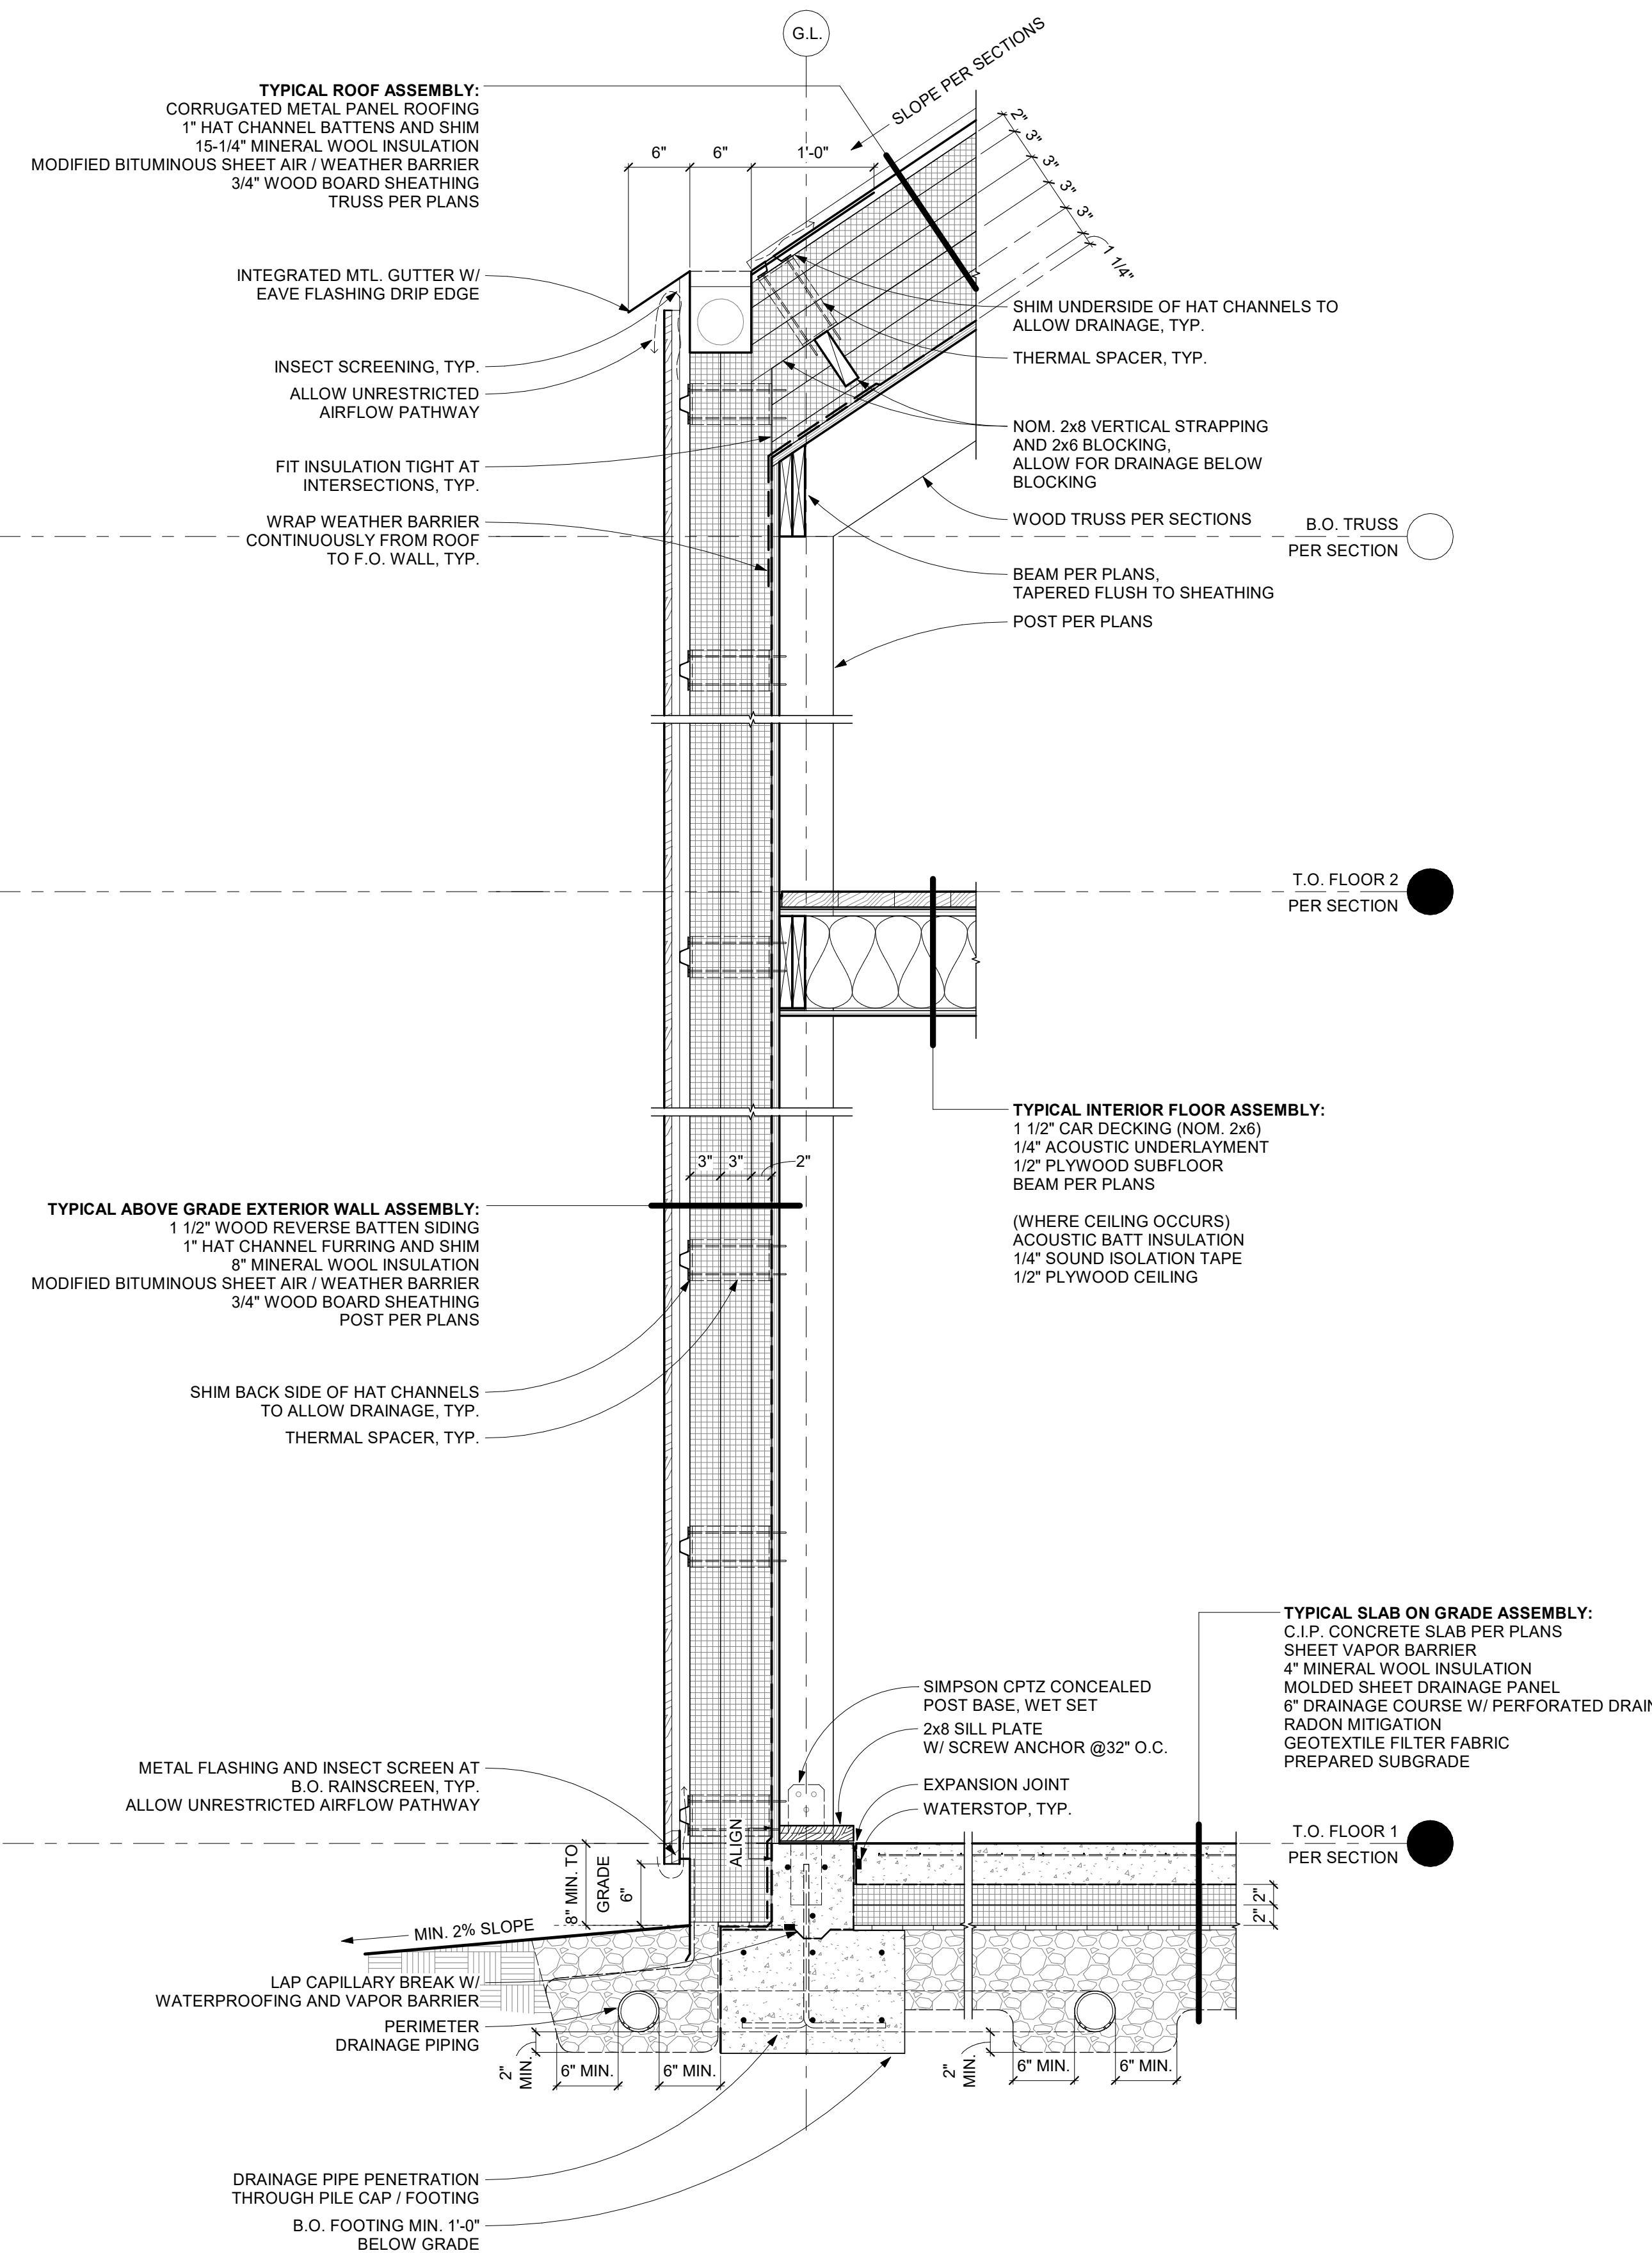 G.L.
SLOPE PER SECTIONS
TYPICAL ROOF ASSEMBLY:
CORRUGATED METAL PANEL ROOFING
1" HAT CHANNEL BATTENS AND SHIM
15-1/4" MINERAL WOOL INSULATION
MODIFIED BITUMINOUS SHEET AIR / WEATHER BARRIER
3/4" WOOD BOARD SHEATHING
TRUSS PER PLANS
6"
6"
1'-0"
2"
3"
3"
3"
3"
1 1/4"
INTEGRATED MTL. GUTTER W/
EAVE FLASHING DRIP EDGE
INSECT SCREENING, TYP.
ALLOW UNRESTRICTED
AIRFLOW PATHWAY
FIT INSULATION TIGHT AT
INTERSECTIONS, TYP.
WRAP WEATHER BARRIER
CONTINUOUSLY FROM ROOF
TO F.O. WALL, TYP.
SHIM UNDERSIDE OF HAT CHANNELS TO
ALLOW DRAINAGE, TYP.
THERMAL SPACER, TYP.
NOM. 2x8 VERTICAL STRAPPING
AND 2x6 BLOCKING,
ALLOW FOR DRAINAGE BELOW
BLOCKING
WOOD TRUSS PER SECTIONS
B.O. TRUSS
PER SECTION
BEAM PER PLANS,
TAPERED FLUSH TO SHEATHING
POST PER PLANS
T.O. FLOOR 2
PER SECTION
TYPICAL INTERIOR FLOOR ASSEMBLY:
1 1/2" CAR DECKING (NOM. 2x6)
1/4" ACOUSTIC UNDERLAYMENT
1/2" PLYWOOD SUBFLOOR
BEAM PER PLANS
(WHERE CEILING OCCURS)
ACOUSTIC BATT INSULATION
1/4" SOUND ISOLATION TAPE
1/2" PLYWOOD CEILING
3"
3"
2"
TYPICAL ABOVE GRADE EXTERIOR WALL ASSEMBLY:
1 1/2" WOOD REVERSE BATTEN SIDING
1" HAT CHANNEL FURRING AND SHIM
8" MINERAL WOOL INSULATION
MODIFIED BITUMINOUS SHEET AIR / WEATHER BARRIER
3/4" WOOD BOARD SHEATHING
POST PER PLANS
SHIM BACK SIDE OF HAT CHANNELS
TO ALLOW DRAINAGE, TYP.
THERMAL SPACER, TYP.
TYPICAL SLAB ON GRADE ASSEMBLY:
C.I.P. CONCRETE SLAB PER PLANS
SHEET VAPOR BARRIER
4" MINERAL WOOL INSULATION
MOLDED SHEET DRAINAGE PANEL
6" DRAINAGE COURSE W/ PERFORATED DRAIN
RADON MITIGATION
GEOTEXTILE FILTER FABRIC
PREPARED SUBGRADE
SIMPSON CPTZ CONCEALED
POST BASE, WET SET
2x8 SILL PLATE
W/ SCREW ANCHOR @32" O.C.
EXPANSION JOINT
WATERSTOP, TYP.
METAL FLASHING AND INSECT SCREEN AT
B.O. RAINSCREEN, TYP.
ALLOW UNRESTRICTED AIRFLOW PATHWAY
T.O. FLOOR 1
PER SECTION
ALIGN
8" MIN. TO
GRADE
6"
2"
2"
MIN. 2% SLOPE
LAP CAPILLARY BREAK W/
WATERPROOFING AND VAPOR BARRIER
PERIMETER
DRAINAGE PIPING
2"
MIN.
6" MIN.
6" MIN.
2"
MIN.
6" MIN.
6" MIN.
DRAINAGE PIPE PENETRATION
THROUGH PILE CAP / FOOTING
B.O. FOOTING MIN. 1'-0"
BELOW GRADE